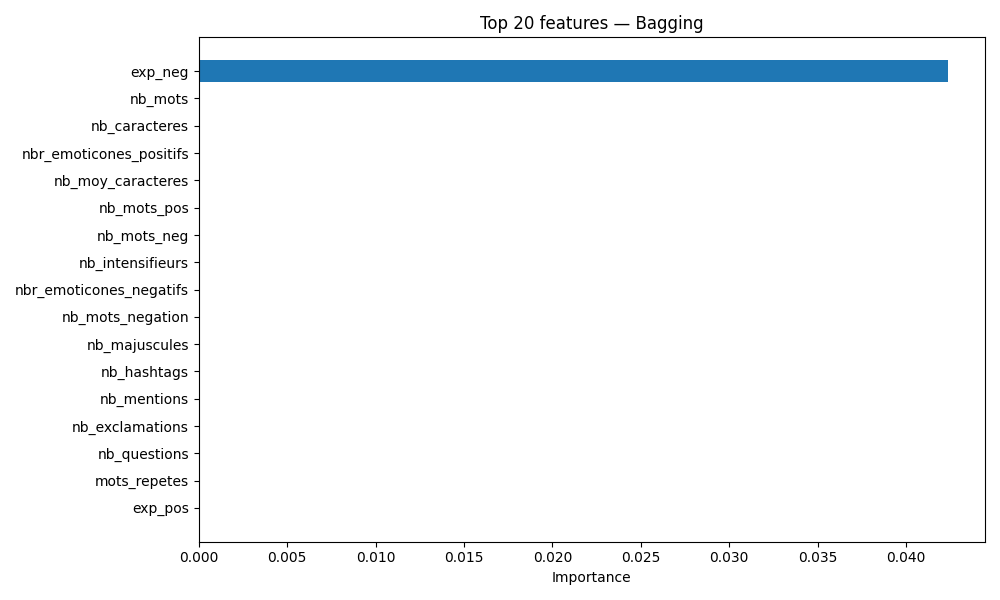 Top 20 features — Bagging
exp_neg
nb_mots
nb_caracteres
nbr_emoticones_positifs
nb_moy_caracteres
nb_mots_pos
nb_mots_neg
nb_intensifieurs
nbr_emoticones_negatifs
nb_mots_negation
nb_majuscules
nb_hashtags
nb_mentions
nb_exclamations
nb_questions
mots_repetes
exp_pos
0.000 0.005 0.010 0.015 0.020 0.025 0.030 0.035 0.040
Importance